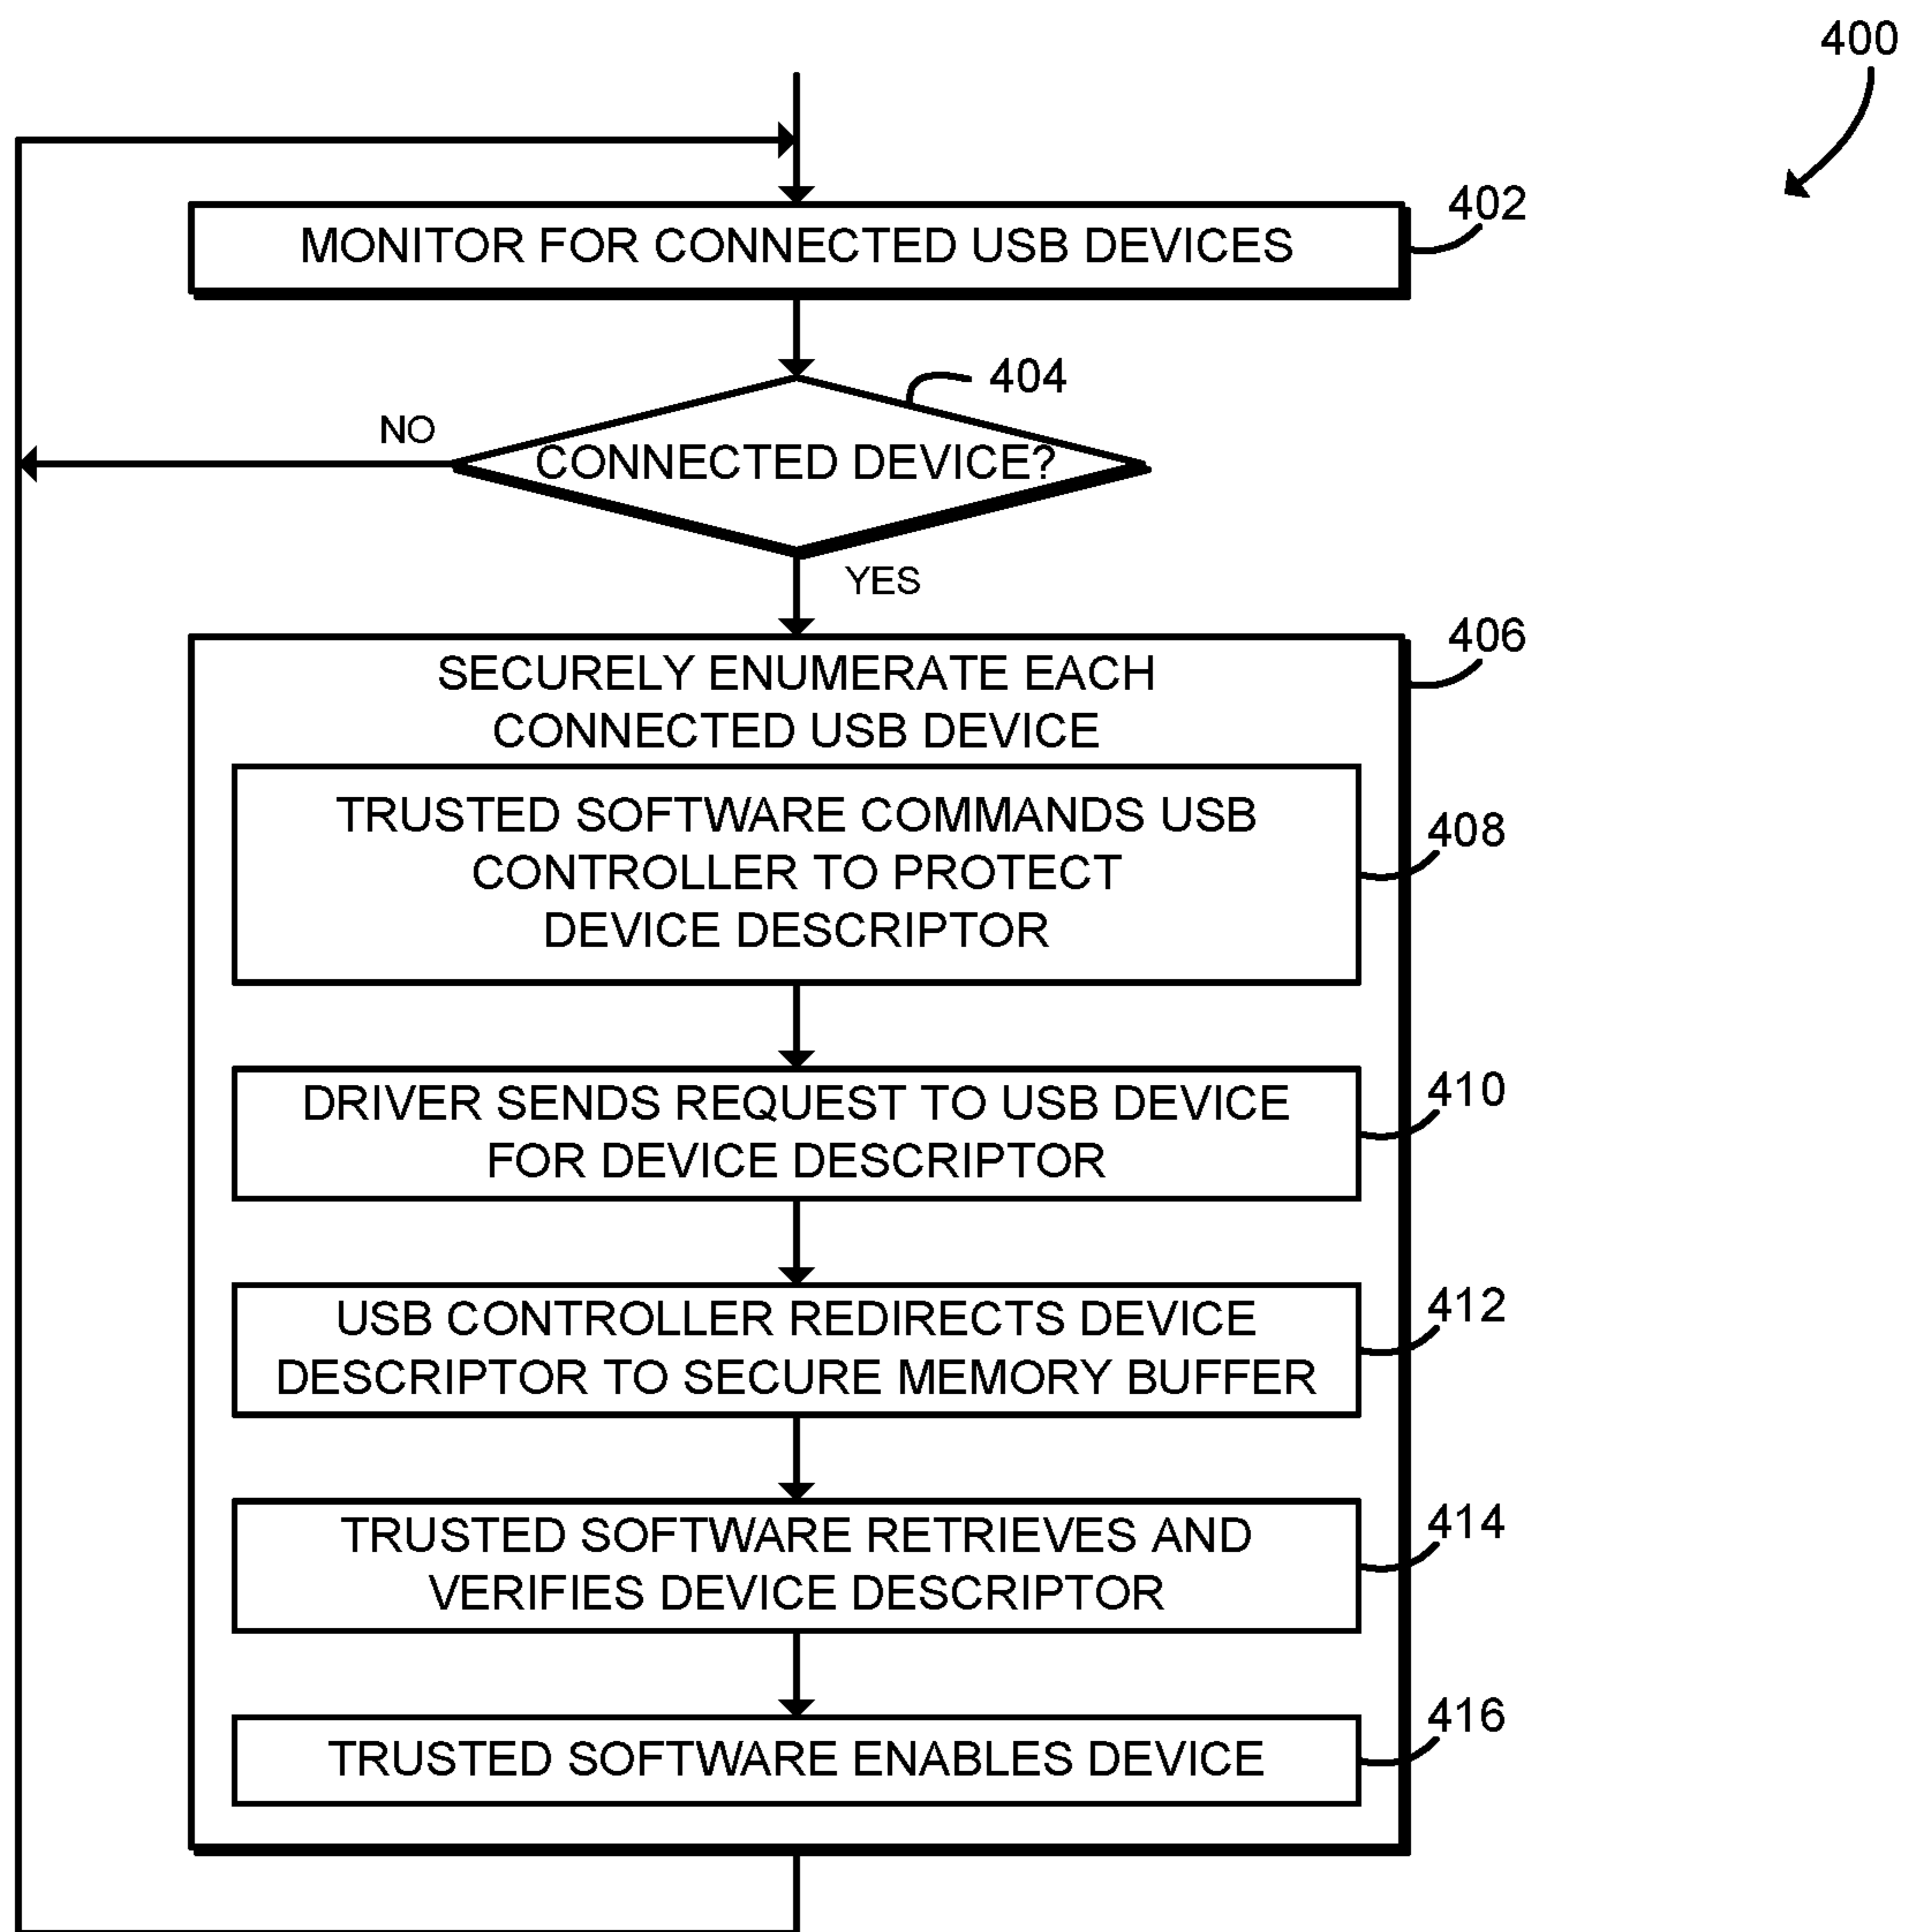 400
402
MONITOR FOR CONNECTED USB DEVICES
404
NO
CONNECTED DEVICE?
YES
406
SECURELY ENUMERATE EACH
CONNECTED USB DEVICE
TRUSTED SOFTWARE COMMANDS USB
CONTROLLER TO PROTECT
DEVICE DESCRIPTOR
408
DRIVER SENDS REQUEST TO USB DEVICE
FOR DEVICE DESCRIPTOR
410
USB CONTROLLER REDIRECTS DEVICE
DESCRIPTOR TO SECURE MEMORY BUFFER
412
TRUSTED SOFTWARE RETRIEVES AND
VERIFIES DEVICE DESCRIPTOR
414
TRUSTED SOFTWARE ENABLES DEVICE
416